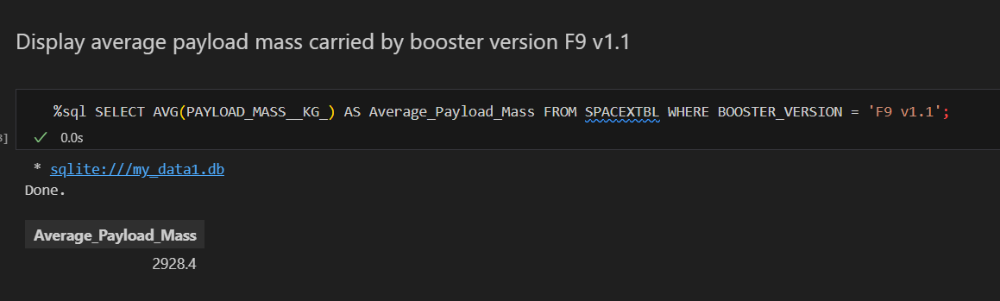 Display average payload mass carried by booster version F9 v1.1
%sql SELECT AVG(PAYLOAD_MASS__KG_) AS Average_Payload_Mass FROM SPACEXTBL WHERE BOOSTER_VERSION = 'F9 v1.1';
] ✓ 0.0s
* sqlite:///my_data1.db
Done.
Average_Payload_Mass
2928.4